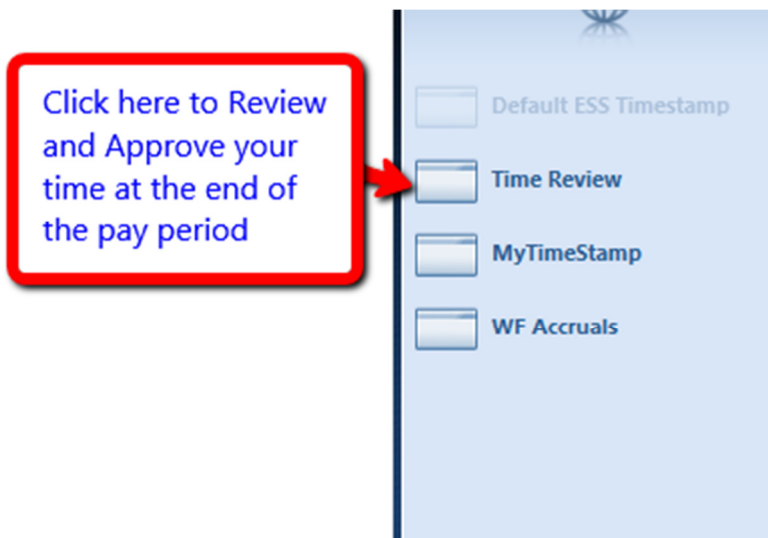 Click here to Review
and Approve your
time at the end of
the pay period
Default ESS Timestamp
Time Review
MyTimeStamp
WF Accruals